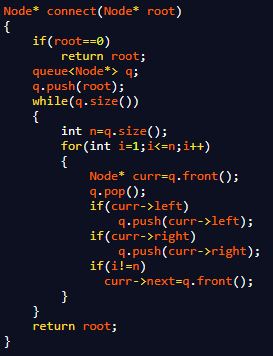 Node* connect(Node* root)
{
    if(root==0)
        return root;
    queue<Node*> q;
    q.push(root);
    while(q.size())
    {
        int n=q.size();
        for(int i=1;i<=n;i++)
        {
            Node* curr=q.front();
            q.pop();
            if(curr->left)
                q.push(curr->left);
            if(curr->right)
                q.push(curr->right);
            if(i!=n)
              curr->next=q.front();
        }
    }
    return root;
}